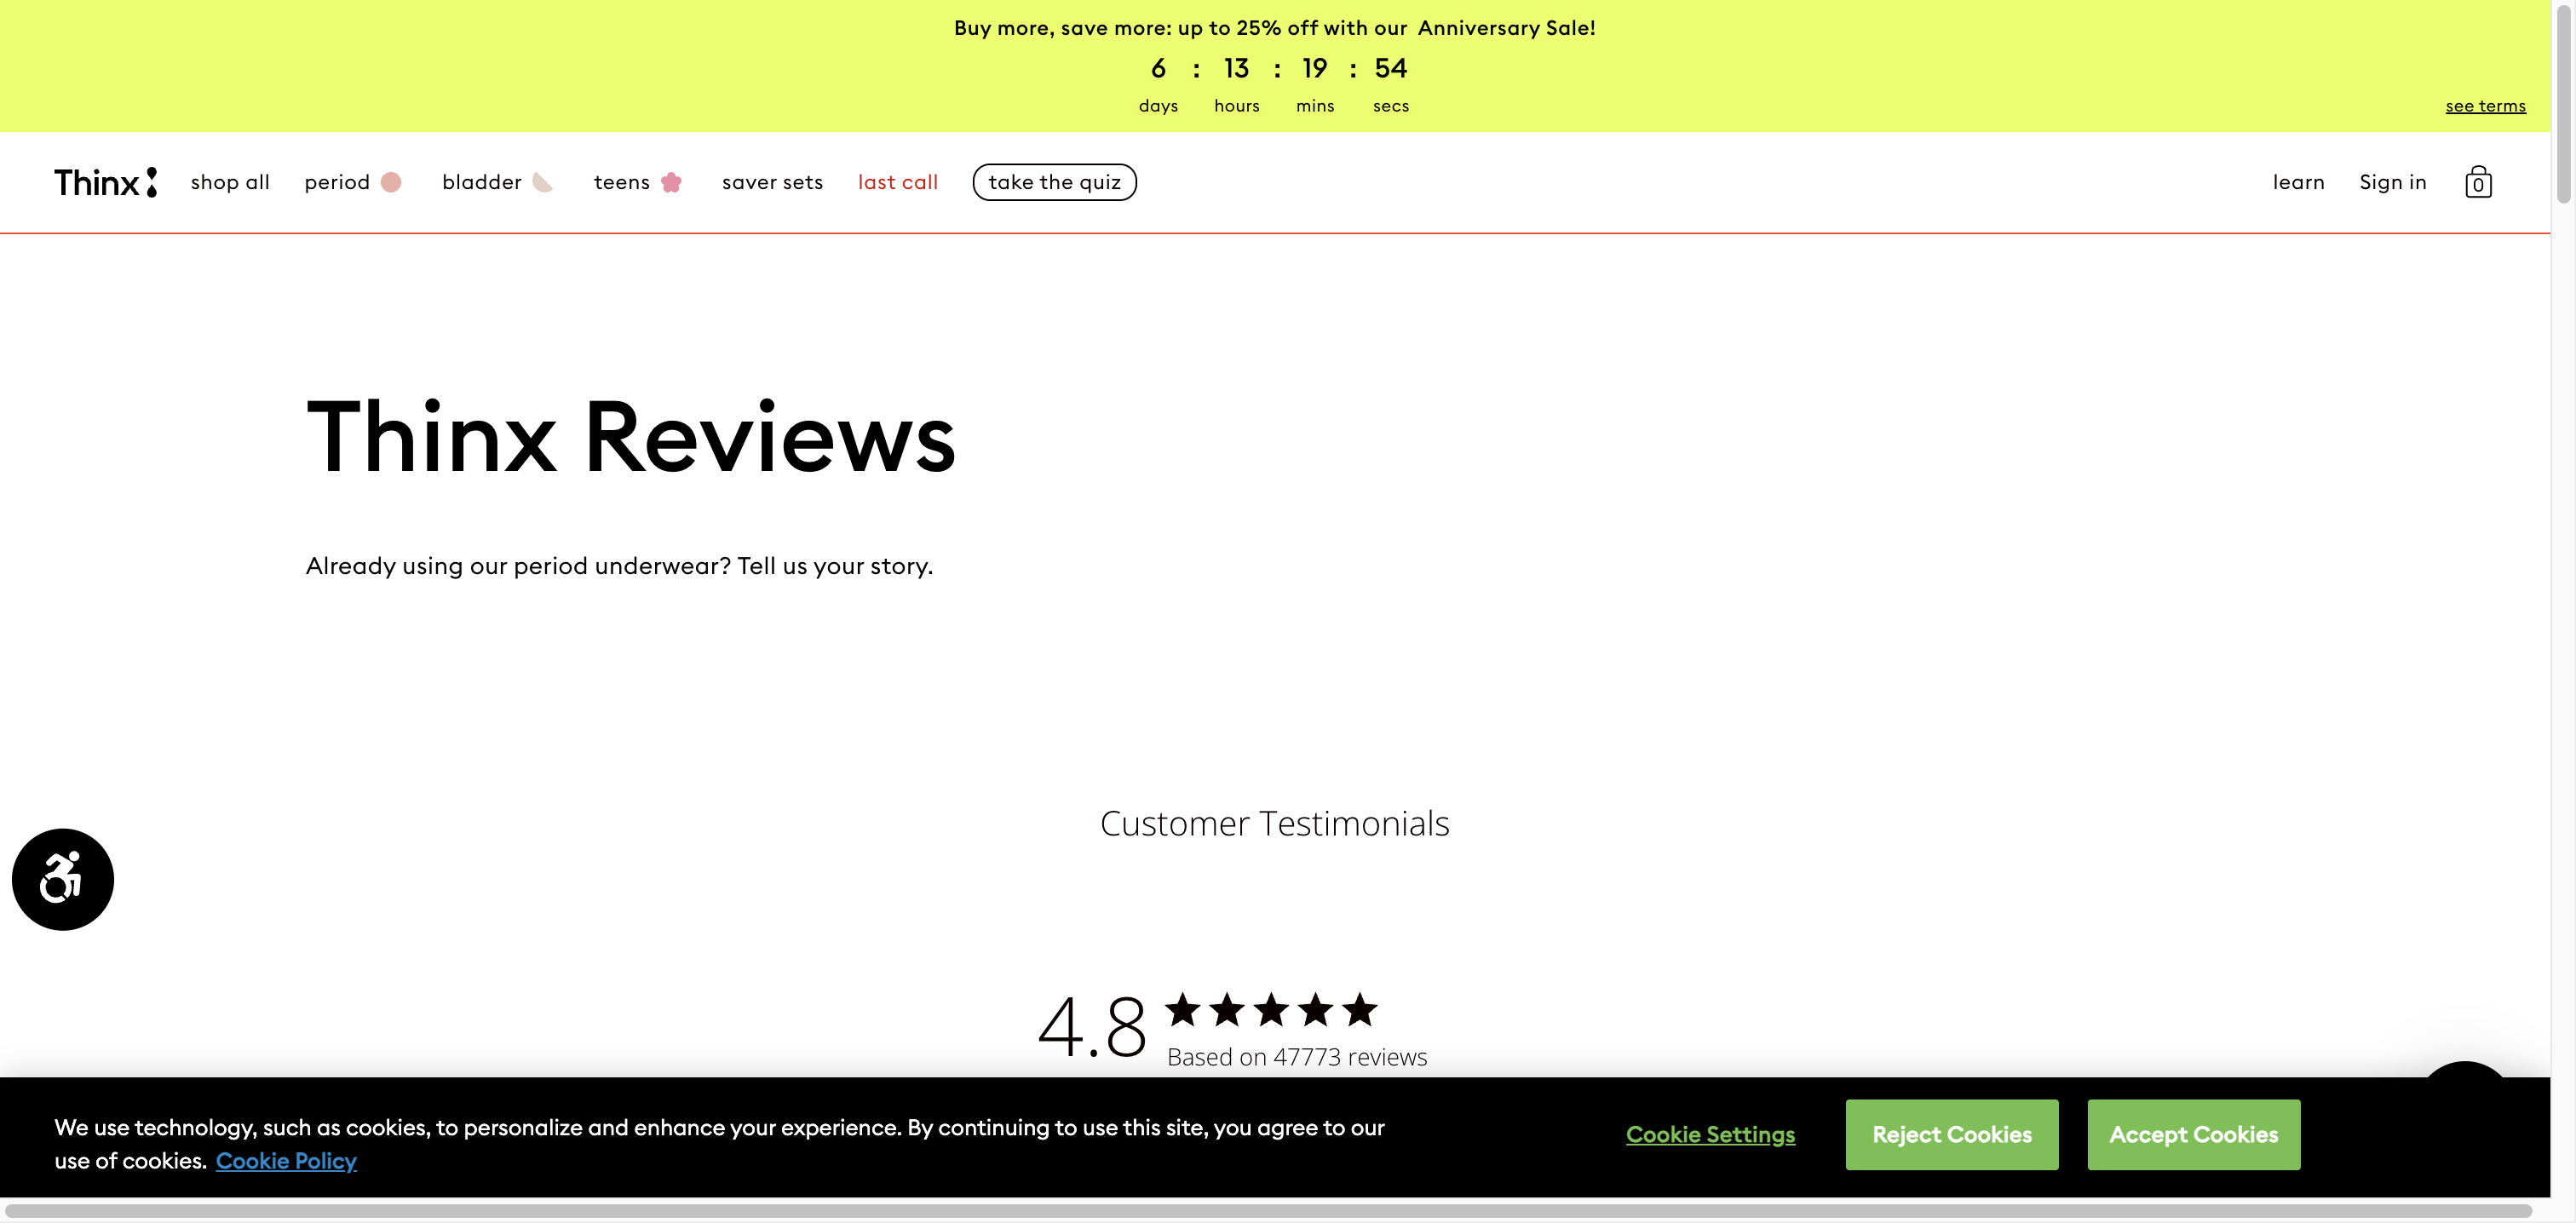 Buy more, save more: up to 25% off with our Anniversary Sale!
6 : 13 : 19 : 54
days hours mins secs
see terms
Thinx shop all period bladder teens saver sets last call take the quiz learn Sign in 0
Thinx Reviews
Already using our period underwear? Tell us your story.
Customer Testimonials
4.8
Based on 47773 reviews
We use technology, such as cookies, to personalize and enhance your experience. By continuing to use this site, you agree to our
use of cookies. Cookie Policy
Cookie Settings Reject Cookies Accept Cookies